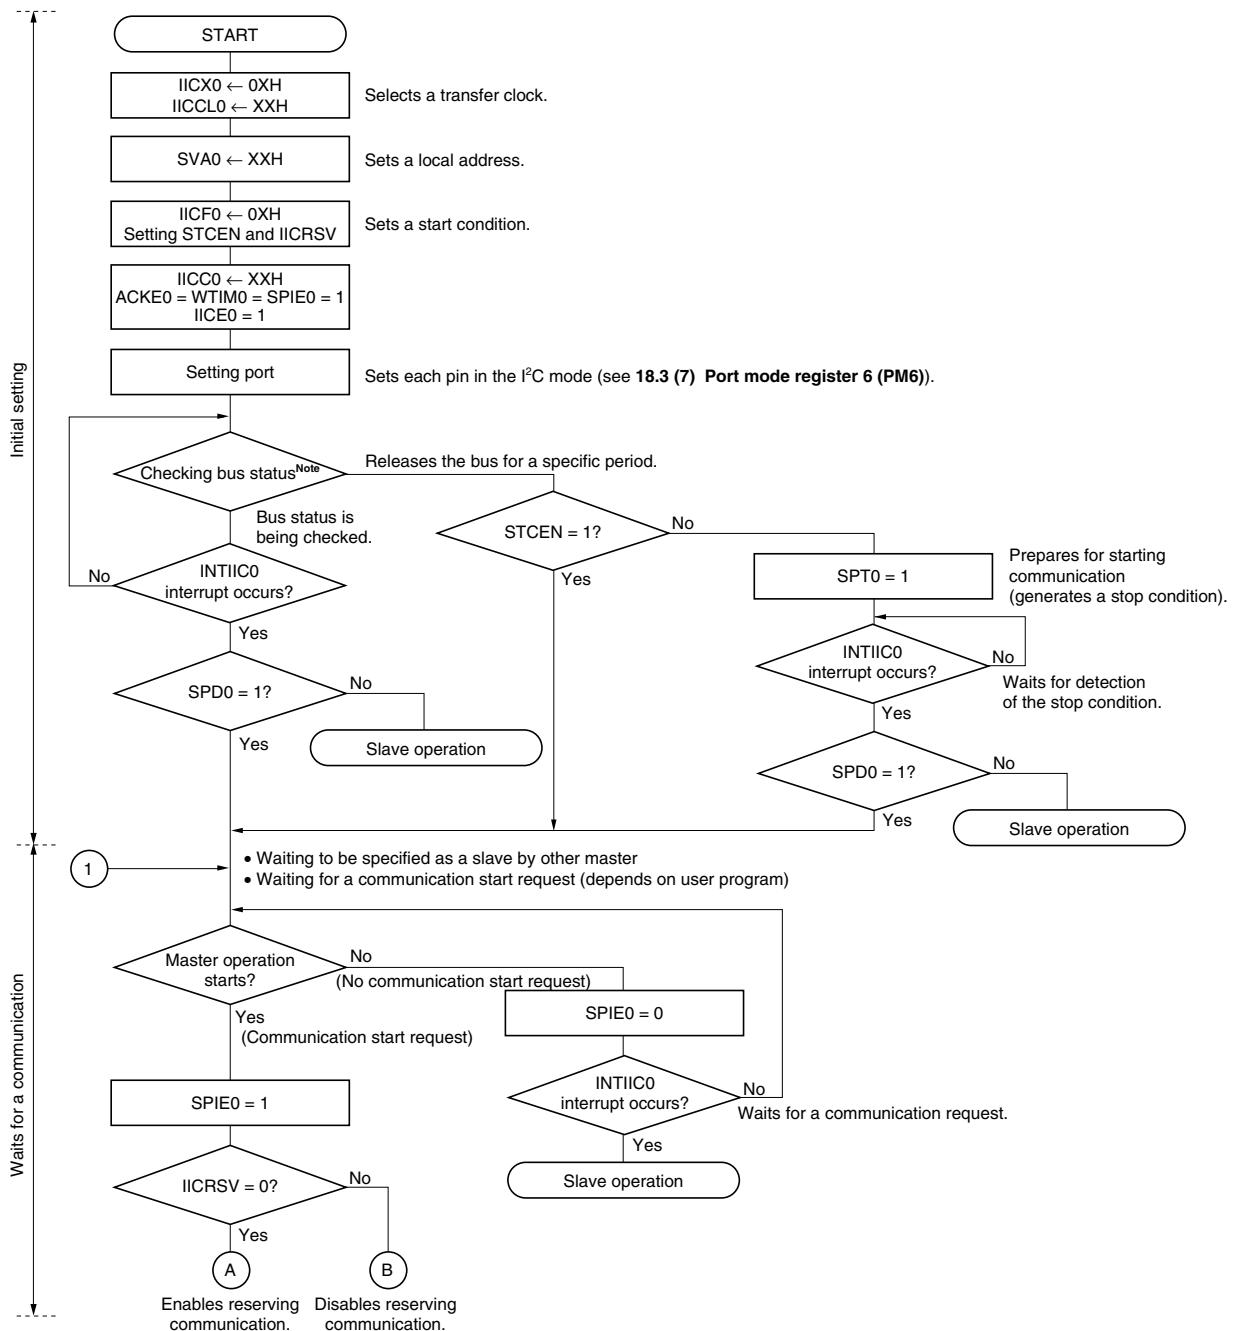 START
IICX0 ← 0XH
IICCL0 ← XXH
Selects a transfer clock.
SVA0 ← XXH
Sets a local address.
IICF0 ← 0XH
Setting STCEN and IICRSV
Sets a start condition.
IICC0 ← XXH
ACKE0 = WTIM0 = SPIE0 = 1
IICE0 = 1
Setting port
Sets each pin in the I²C mode (see 18.3 (7) Port mode register 6 (PM6)).
Initial setting
Checking bus status Note
Releases the bus for a specific period.
Bus status is
being checked.
STCEN = 1?
No
Yes
SPT0 = 1
Prepares for starting
communication
(generates a stop condition).
No
INTIIC0
interrupt occurs?
Yes
INTIIC0
interrupt occurs?
No
Waits for detection
of the stop condition.
Yes
SPD0 = 1?
No
Slave operation
Yes
SPD0 = 1?
No
Slave operation
Yes
Waits for a communication
1
• Waiting to be specified as a slave by other master
• Waiting for a communication start request (depends on user program)
Master operation
starts?
No
(No communication start request)
Yes
(Communication start request)
SPIE0 = 0
INTIIC0
interrupt occurs?
No
Waits for a communication request.
Yes
Slave operation
SPIE0 = 1
IICRSV = 0?
No
Yes
A
B
Enables reserving
communication.
Disables reserving
communication.